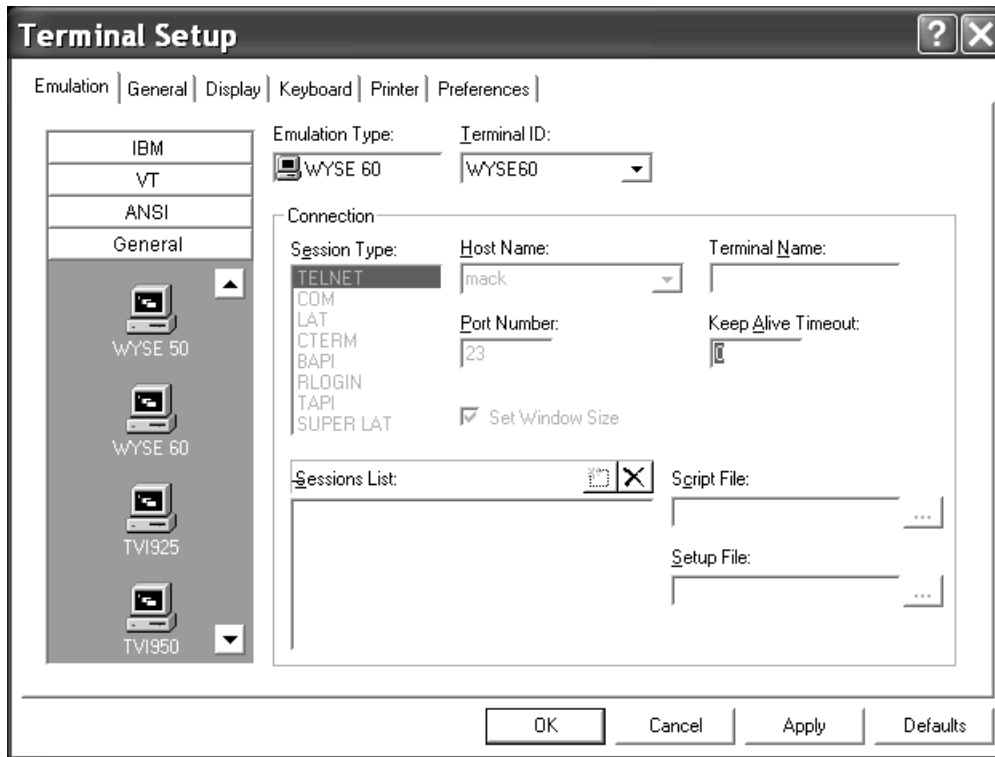 Terminal Setup
Emulation General Display Keyboard Printer Preferences
IBM
VT
ANSI
General
WYSE 50
WYSE 60
TVI925
TVI950
Emulation Type:
WYSE 60
Terminal ID:
WYSE60
Connection
Session Type:
TELNET
COM
LAT
CTERM
BAPI
RLOGIN
TAPI
SUPER LAT
Host Name:
mack
Terminal Name:
Port Number:
23
Keep Alive Timeout:
0
Set Window Size
Sessions List:
Script File:
...
Setup File:
...
OK Cancel Apply Defaults